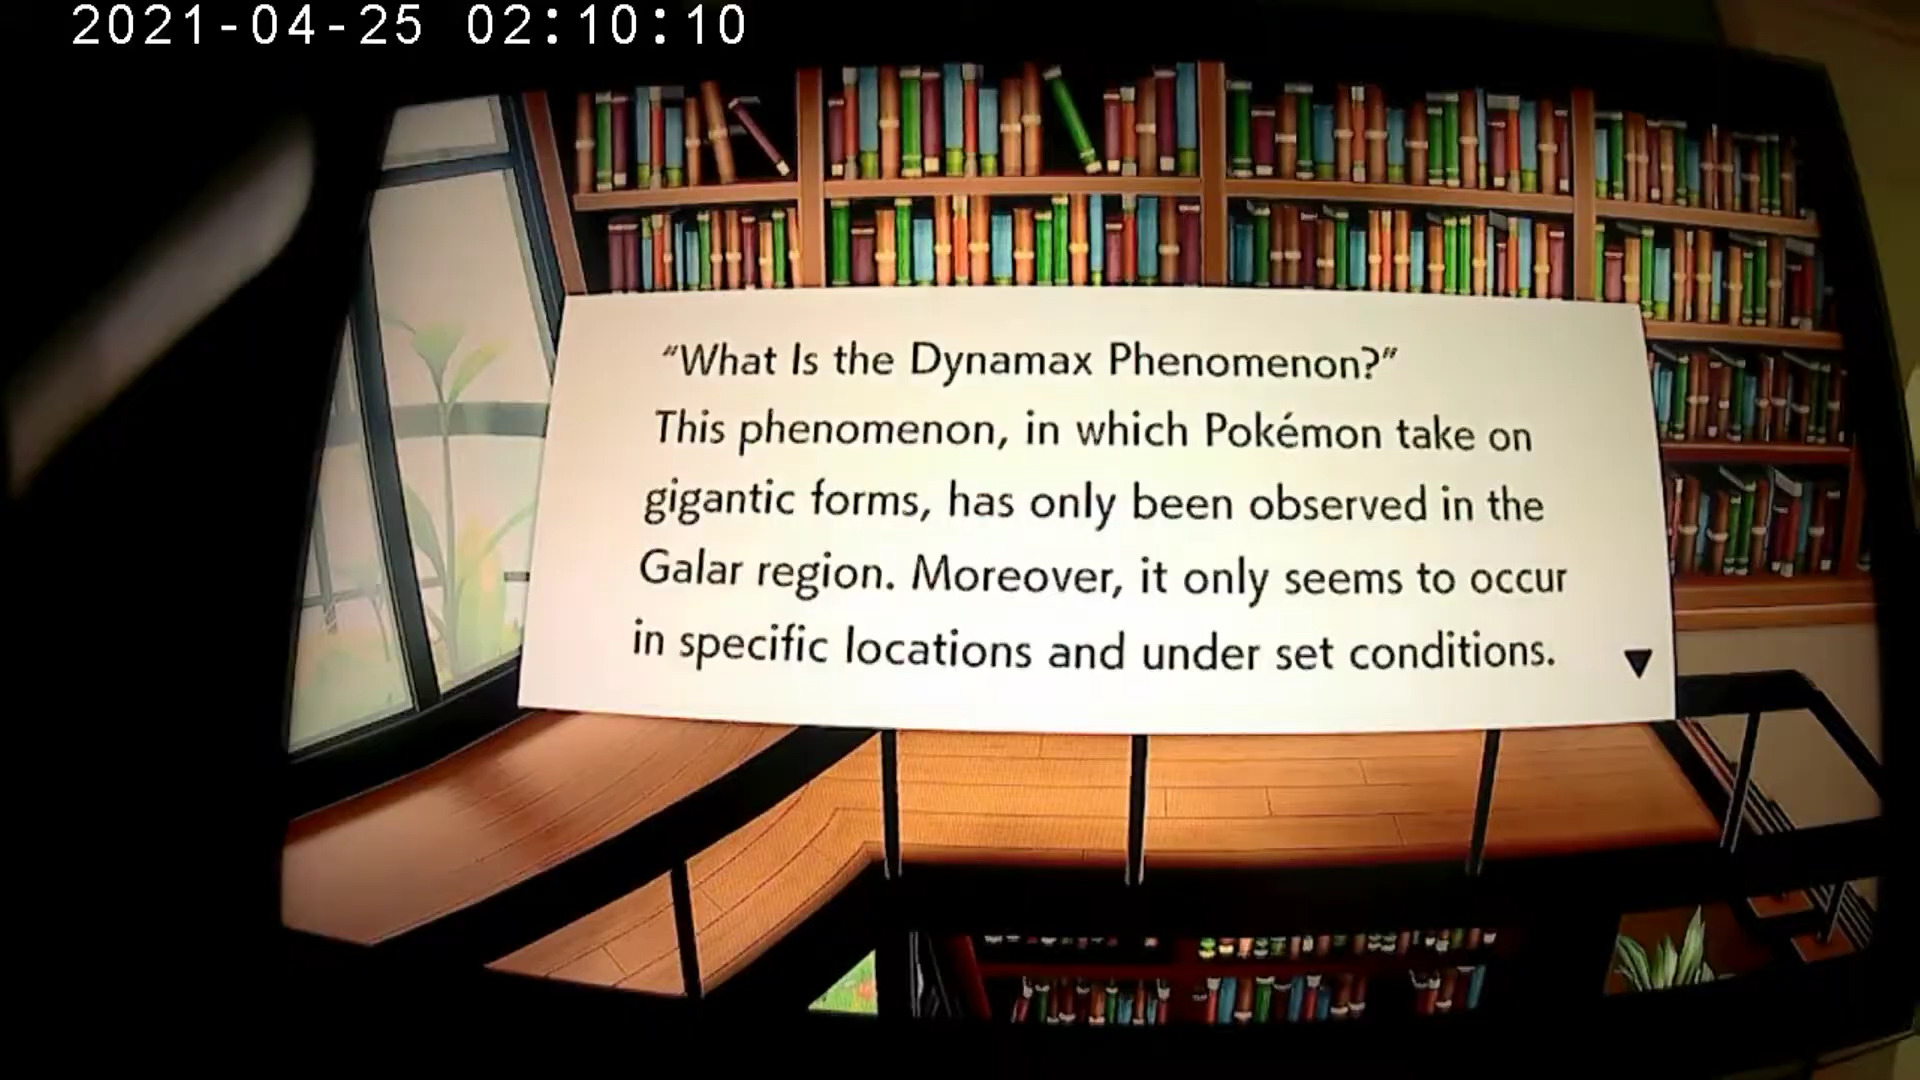 2021-04-25 02:10:10
“What Is the Dynamax Phenomenon?”
This phenomenon, in which Pokémon take on
gigantic forms, has only been observed in the
Galar region. Moreover, it only seems to occur
in specific locations and under set conditions.